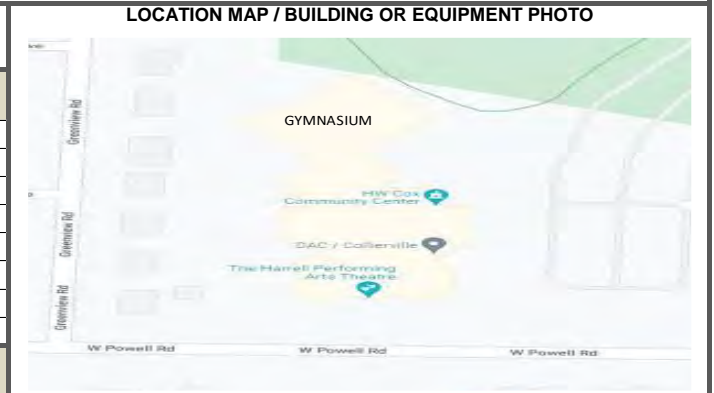 LOCATION MAP / BUILDING OR EQUIPMENT PHOTO
GYMNASIUM
Greenview Rd
HW Cox
Community Center
Greenview Rd
DAC / Collierville
The Harrell Performing
Arts Theatre
Greenview Rd
W Powell Rd
W Powell Rd
W Powell Rd